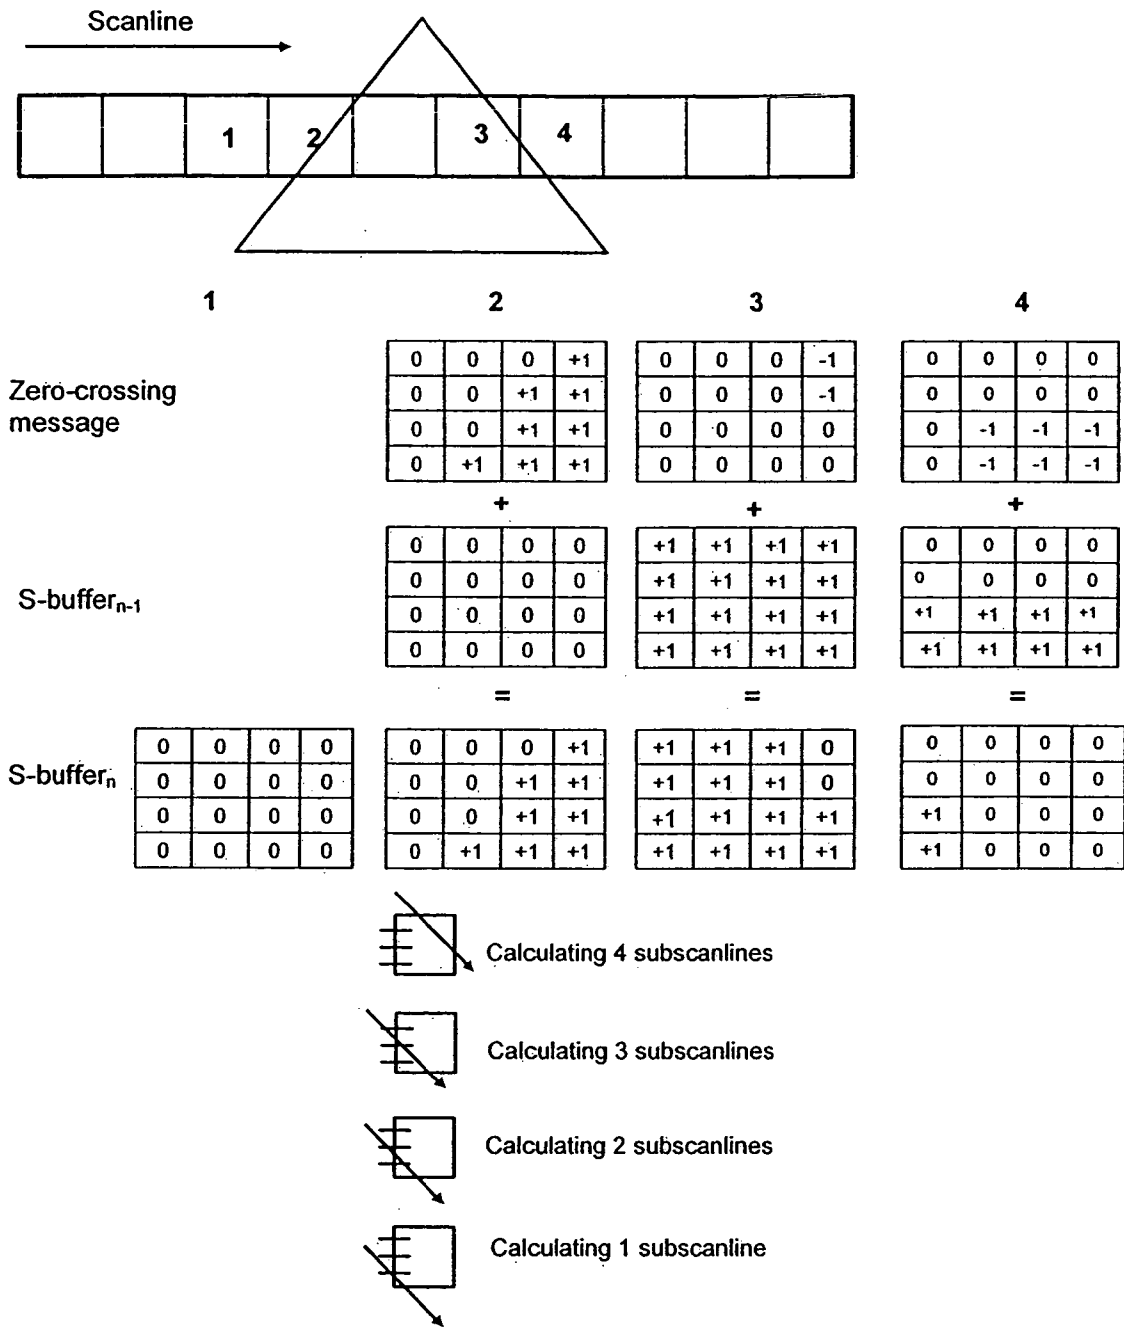 Scanline
1 2 3 4
1 2 3 4
Zero-crossing
message
0 0 0 +1 0 0 0 -1 0 0 0 0
0 0 +1 +1 0 0 0 -1 0 0 0 0
0 0 +1 +1 0 0 0 0 0 -1 -1 -1
0 +1 +1 +1 0 0 0 0 0 -1 -1 -1
+ + +
S-buffern-1
0 0 0 0 +1 +1 +1 +1 0 0 0 0
0 0 0 0 +1 +1 +1 +1 0 0 0 0
0 0 0 0 +1 +1 +1 +1 +1 +1 +1 +1
0 0 0 0 +1 +1 +1 +1 +1 +1 +1 +1
= = =
S-buffern
0 0 0 0 0 0 0 +1 +1 +1 +1 0 0 0 0 0
0 0 0 0 0 0 +1 +1 +1 +1 +1 0 0 0 0 0
0 0 0 0 0 0 +1 +1 +1 +1 +1 +1 +1 0 0 0
0 0 0 0 0 +1 +1 +1 +1 +1 +1 +1 +1 0 0 0
Calculating 4 subscanlines
Calculating 3 subscanlines
Calculating 2 subscanlines
Calculating 1 subscanline